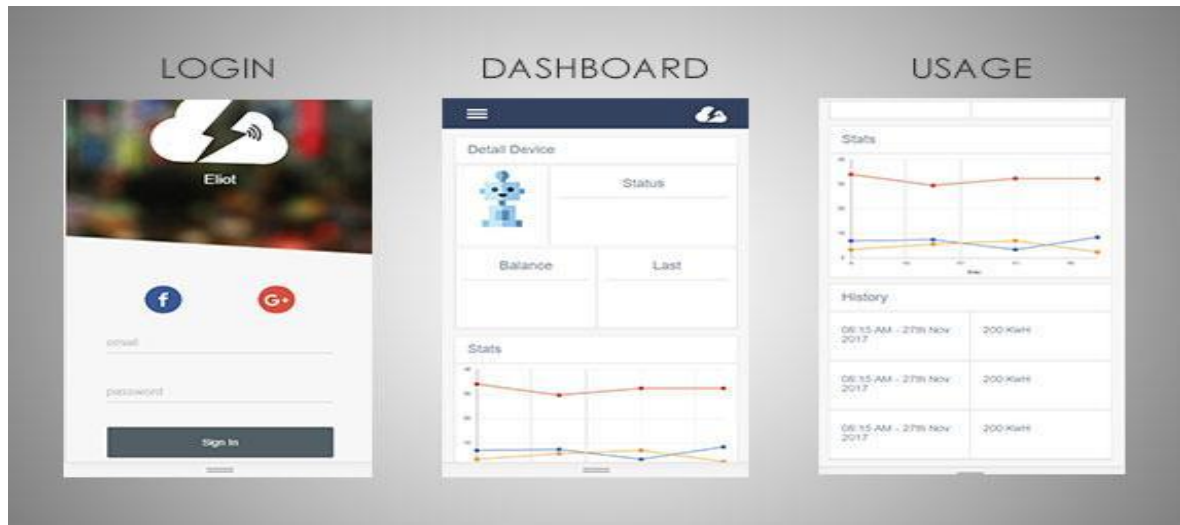 LOGIN
DASHBOARD
USAGE
Eliot
f
G+
email
password
Sign In
Detail Device
Status
Balance
Last
Stats
Stats
History
08:15 AM - 27th Nov
2017
200 KwH
08:15 AM - 27th Nov
2017
200 KwH
08:15 AM - 27th Nov
2017
200 KwH